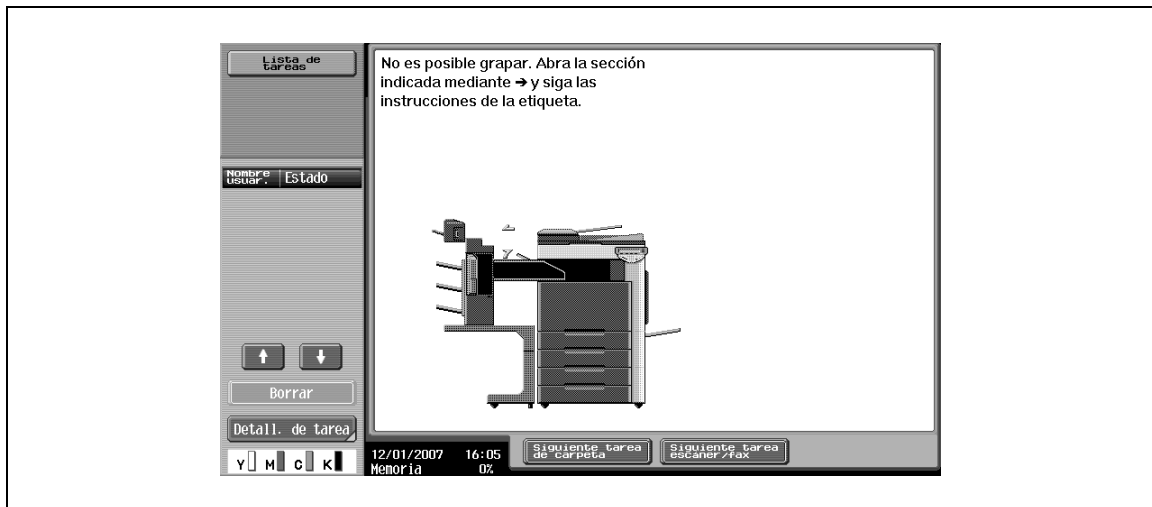 Lista de
tareas
No es posible grapar. Abra la sección
indicada mediante → y siga las
instrucciones de la etiqueta.
Nombre
usuar.
Estado
Borrar
Detall. de tarea
Y M C K
12/01/2007 16:05
Memoria 0%
Siguiente tarea
de carpeta
Siguiente tarea
escáner/fax